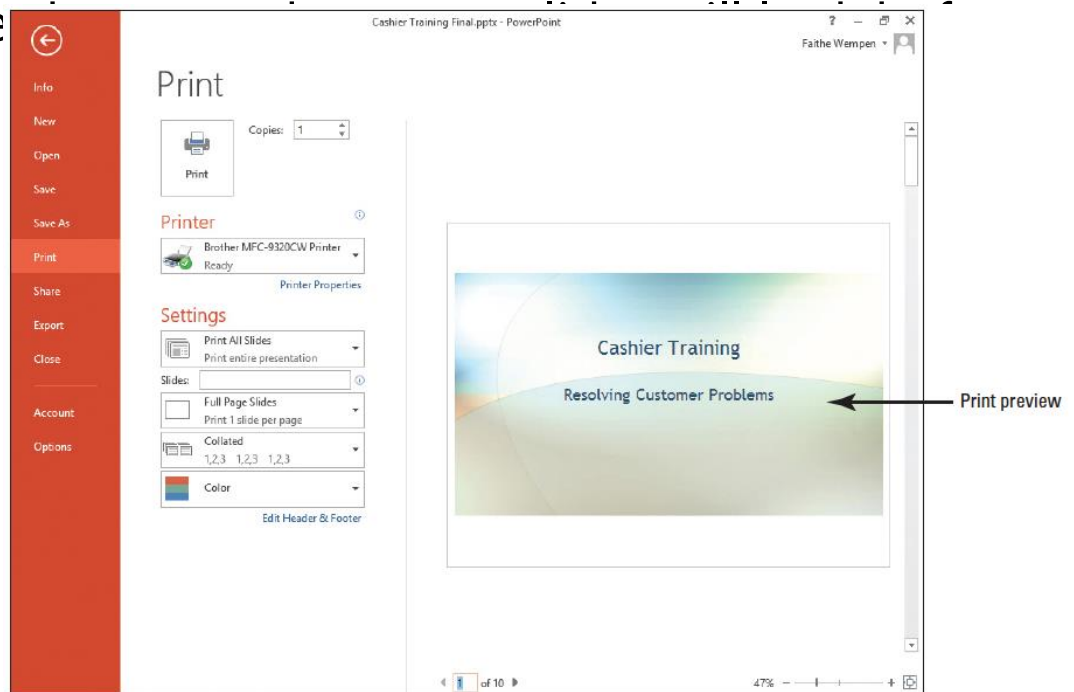 Cashier Training Final.pptx - PowerPoint
?
Faithe Wempen
Info
New
Open
Save
Save As
Print
Share
Export
Close
Account
Options
Print
Copies: 1
Print
Printer
Brother MFC-9320CW Printer
Ready
Printer Properties
Settings
Print All Slides
Print entire presentation
Slides:
Full Page Slides
Print 1 slide per page
Collated
1,2,3 1,2,3 1,2,3
Color
Edit Header & Footer
Cashier Training
Resolving Customer Problems
Print preview
1 of 10
47% - +